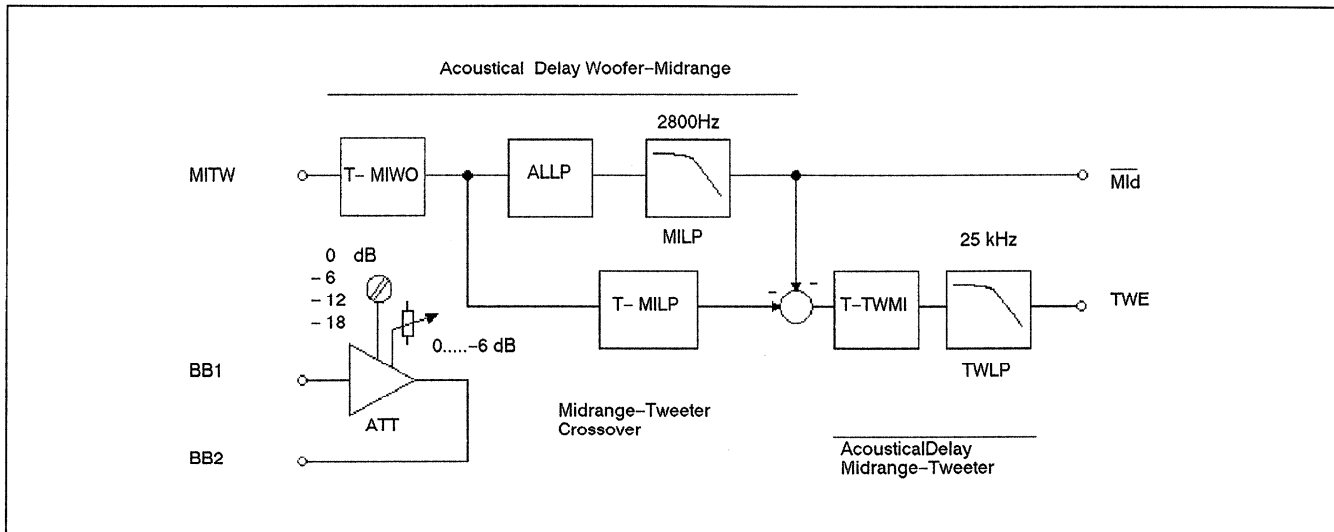 Acoustical Delay Woofer–Midrange
2800Hz
MITW
T– MIWO
ALLP
MId
MILP
25 kHz
0 dB
–6
–12
–18
T– MILP
-
-
T–TWMI
TWE
0.....–6 dB
TWLP
BB1
ATT
Midrange–Tweeter
Crossover
BB2
AcousticalDelay
Midrange–Tweeter